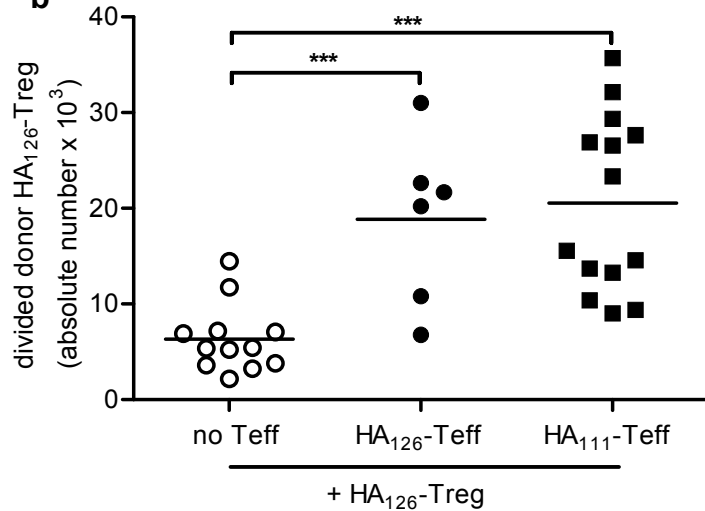 b
40
30
20
10
0
divided donor HA₁₂₆-Treg
(absolute number x 10³)
***
***
no Teff
HA₁₂₆-Teff
HA₁₁₁-Teff
+ HA₁₂₆-Treg